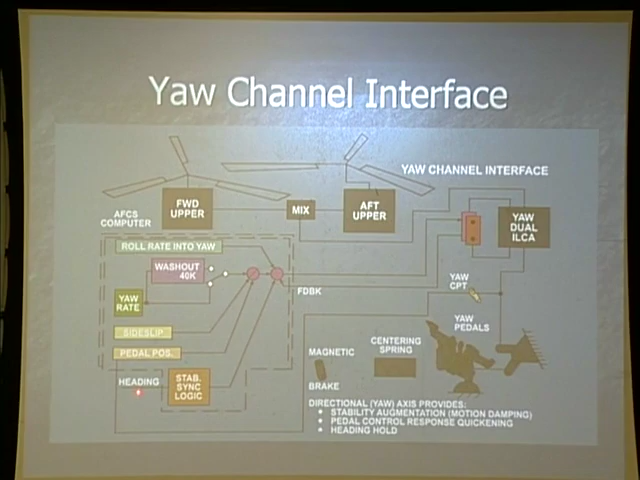 Yaw Channel Interface
YAW CHANNEL INTERFACE
FWD
UPPER
MIX
AFT
UPPER
YAW
DUAL
ILCA
AFCS
COMPUTER
ROLL RATE INTO YAW
WASHOUT
40K
YAW
RATE
FDBK
YAW
CPT
SIDESLIP
PEDAL POS.
YAW
PEDALS
HEADING
STAB.
SYNC
LOGIC
MAGNETIC
BRAKE
CENTERING
SPRING
DIRECTIONAL (YAW) AXIS PROVIDES:
• STABILITY AUGMENTATION (MOTION DAMPING)
• PEDAL CONTROL RESPONSE QUICKENING
• HEADING HOLD